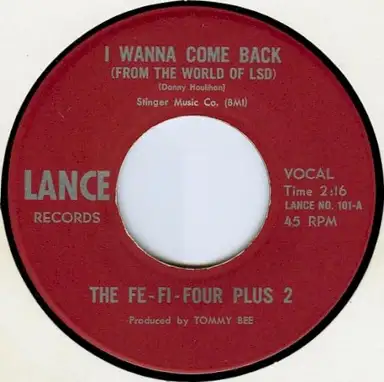 I WANNA COME BACK
(FROM THE WORLD OF LSD)
(Danny Houlihan)
Stinger Music Co. (BMI)
LANCE
RECORDS
VOCAL
Time 2:16
LANCE NO. 101-A
45 RPM
THE FE-FI-FOUR PLUS 2
Produced by TOMMY BEE